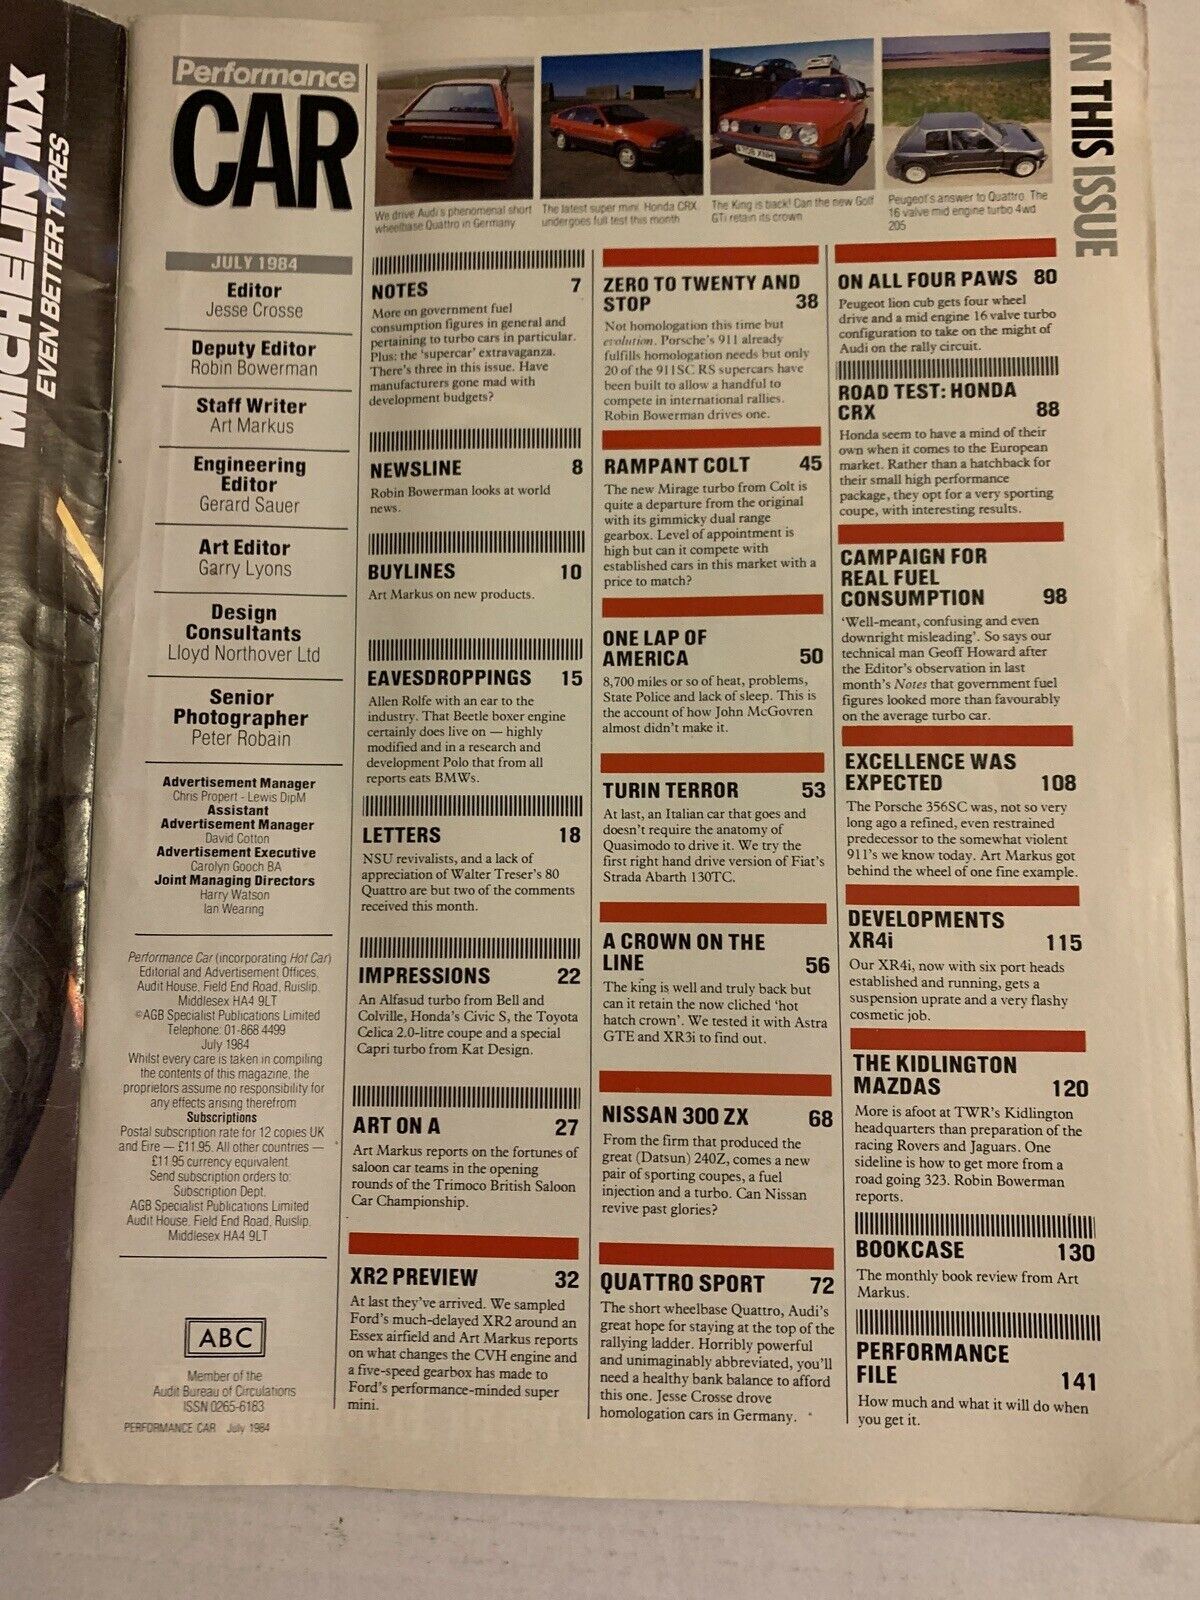 MICHELIN MX
EVEN BETTER TYRES
Performance
CAR
IN THIS ISSUE
We drive Audi's phenomenal short
wheelbase Quattro in Germany
The latest super mini. Honda CRX
undergoes full test this month
The King is back! Can the new Golf
GTi retain its crown
Peugeot's answer to Quattro. The
16 valve mid engine turbo 4wd
205
JULY 1984
Editor
Jesse Crosse
Deputy Editor
Robin Bowerman
Staff Writer
Art Markus
Engineering
Editor
Gerard Sauer
Art Editor
Garry Lyons
Design
Consultants
Lloyd Northover Ltd
Senior
Photographer
Peter Robain
Advertisement Manager
Chris Propert - Lewis DipM
Assistant
Advertisement Manager
David Cotton
Advertisement Executive
Carolyn Gooch BA
Joint Managing Directors
Harry Watson
Ian Wearing
Performance Car (incorporating Hot Car)
Editorial and Advertisement Offices,
Audit House, Field End Road, Ruislip,
Middlesex HA4 9LT
©AGB Specialist Publications Limited
Telephone: 01-868 4499
July 1984
Whilst every care is taken in compiling
the contents of this magazine, the
proprietors assume no responsibility for
any effects arising therefrom
Subscriptions
Postal subscription rate for 12 copies UK
and Eire — £11.95. All other countries —
£11.95 currency equivalent.
Send subscription orders to:
Subscription Dept.
AGB Specialist Publications Limited
Audit House, Field End Road, Ruislip,
Middlesex HA4 9LT
ABC
Member of the
Audit Bureau of Circulations
ISSN 0265-6183
PERFORMANCE CAR July 1984
NOTES 7
More on government fuel
consumption figures in general and
pertaining to turbo cars in particular.
Plus: the 'supercar' extravaganza.
There's three in this issue. Have
manufacturers gone mad with
development budgets?
NEWSLINE 8
Robin Bowerman looks at world
news.
BUYLINES 10
Art Markus on new products.
EAVESDROPPINGS 15
Allen Rolfe with an ear to the
industry. That Beetle boxer engine
certainly does live on — highly
modified and in a research and
development Polo that from all
reports eats BMWs.
LETTERS 18
NSU revivalists, and a lack of
appreciation of Walter Treser's 80
Quattro are but two of the comments
received this month.
IMPRESSIONS 22
An Alfasud turbo from Bell and
Colville, Honda's Civic S, the Toyota
Celica 2.0-litre coupe and a special
Capri turbo from Kat Design.
ART ON A 27
Art Markus reports on the fortunes of
saloon car teams in the opening
rounds of the Trimoco British Saloon
Car Championship.
XR2 PREVIEW 32
At last they've arrived. We sampled
Ford's much-delayed XR2 around an
Essex airfield and Art Markus reports
on what changes the CVH engine and
a five-speed gearbox has made to
Ford's performance-minded super
mini.
ZERO TO TWENTY AND
STOP 38
Not homologation this time but
evolution. Porsche's 911 already
fulfills homologation needs but only
20 of the 911SC RS supercars have
been built to allow a handful to
compete in international rallies.
Robin Bowerman drives one.
RAMPANT COLT 45
The new Mirage turbo from Colt is
quite a departure from the original
with its gimmicky dual range
gearbox. Level of appointment is
high but can it compete with
established cars in this market with a
price to match?
ONE LAP OF
AMERICA 50
8,700 miles or so of heat, problems,
State Police and lack of sleep. This is
the account of how John McGovren
almost didn't make it.
TURIN TERROR 53
At last, an Italian car that goes and
doesn't require the anatomy of
Quasimodo to drive it. We try the
first right hand drive version of Fiat's
Strada Abarth 130TC.
A CROWN ON THE
LINE 56
The king is well and truly back but
can it retain the now cliched 'hot
hatch crown'. We tested it with Astra
GTE and XR3i to find out.
NISSAN 300 ZX 68
From the firm that produced the
great (Datsun) 240Z, comes a new
pair of sporting coupes, a fuel
injection and a turbo. Can Nissan
revive past glories?
QUATTRO SPORT 72
The short wheelbase Quattro, Audi's
great hope for staying at the top of the
rallying ladder. Horribly powerful
and unimaginably abbreviated, you'll
need a healthy bank balance to afford
this one. Jesse Crosse drove
homologation cars in Germany.
ON ALL FOUR PAWS 80
Peugeot lion cub gets four wheel
drive and a mid engine 16 valve turbo
configuration to take on the might of
Audi on the rally circuit.
ROAD TEST: HONDA
CRX 88
Honda seem to have a mind of their
own when it comes to the European
market. Rather than a hatchback for
their small high performance
package, they opt for a very sporting
coupe, with interesting results.
CAMPAIGN FOR
REAL FUEL
CONSUMPTION 98
'Well-meant, confusing and even
downright misleading'. So says our
technical man Geoff Howard after
the Editor's observation in last
month's Notes that government fuel
figures looked more than favourably
on the average turbo car.
EXCELLENCE WAS
EXPECTED 108
The Porsche 356SC was, not so very
long ago a refined, even restrained
predecessor to the somewhat violent
911's we know today. Art Markus got
behind the wheel of one fine example.
DEVELOPMENTS
XR4i 115
Our XR4i, now with six port heads
established and running, gets a
suspension uprate and a very flashy
cosmetic job.
THE KIDLINGTON
MAZDAS 120
More is afoot at TWR's Kidlington
headquarters than preparation of the
racing Rovers and Jaguars. One
sideline is how to get more from a
road going 323. Robin Bowerman
reports.
BOOKCASE 130
The monthly book review from Art
Markus.
PERFORMANCE
FILE 141
How much and what it will do when
you get it.